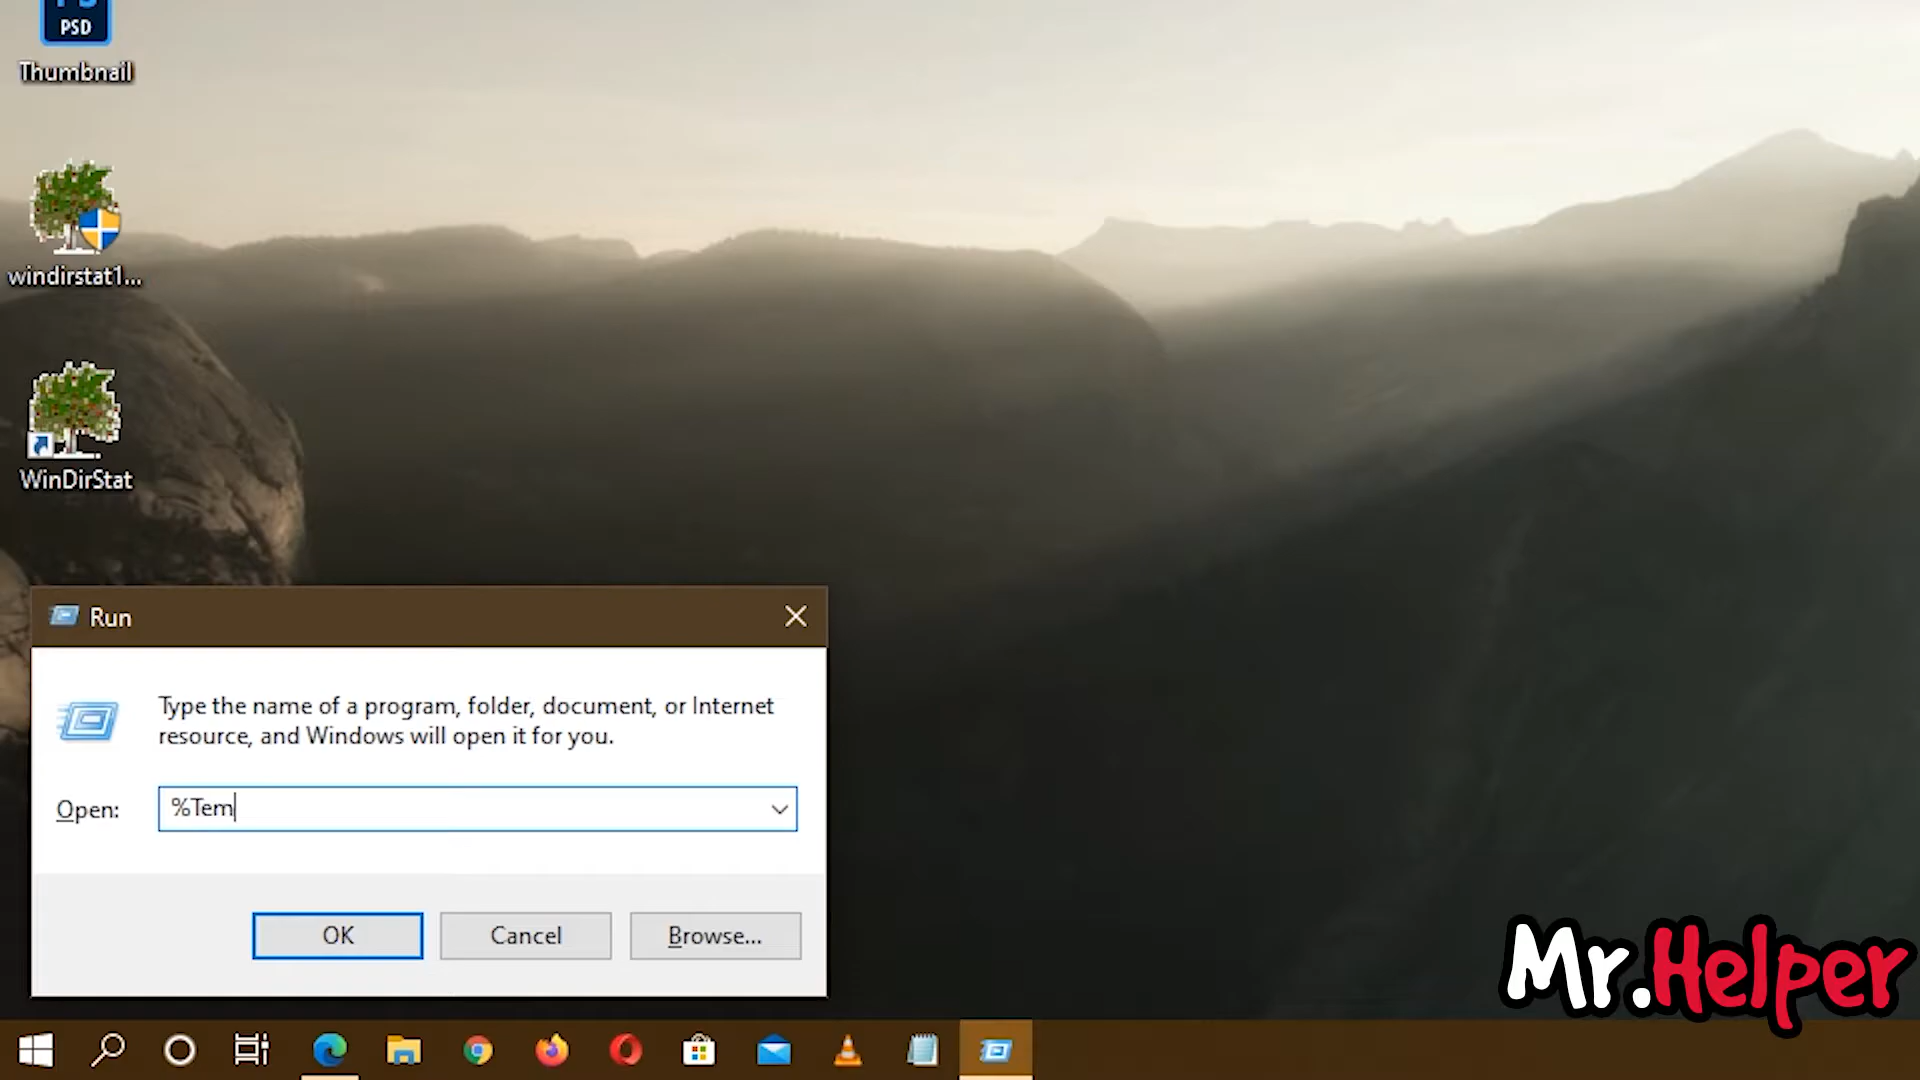 PSD
Thumbnail
windirstat1...
WinDirStat
Run
Type the name of a program, folder, document, or Internet
resource, and Windows will open it for you.
Open:
%Tem
OK
Cancel
Browse...
Mr.Helper